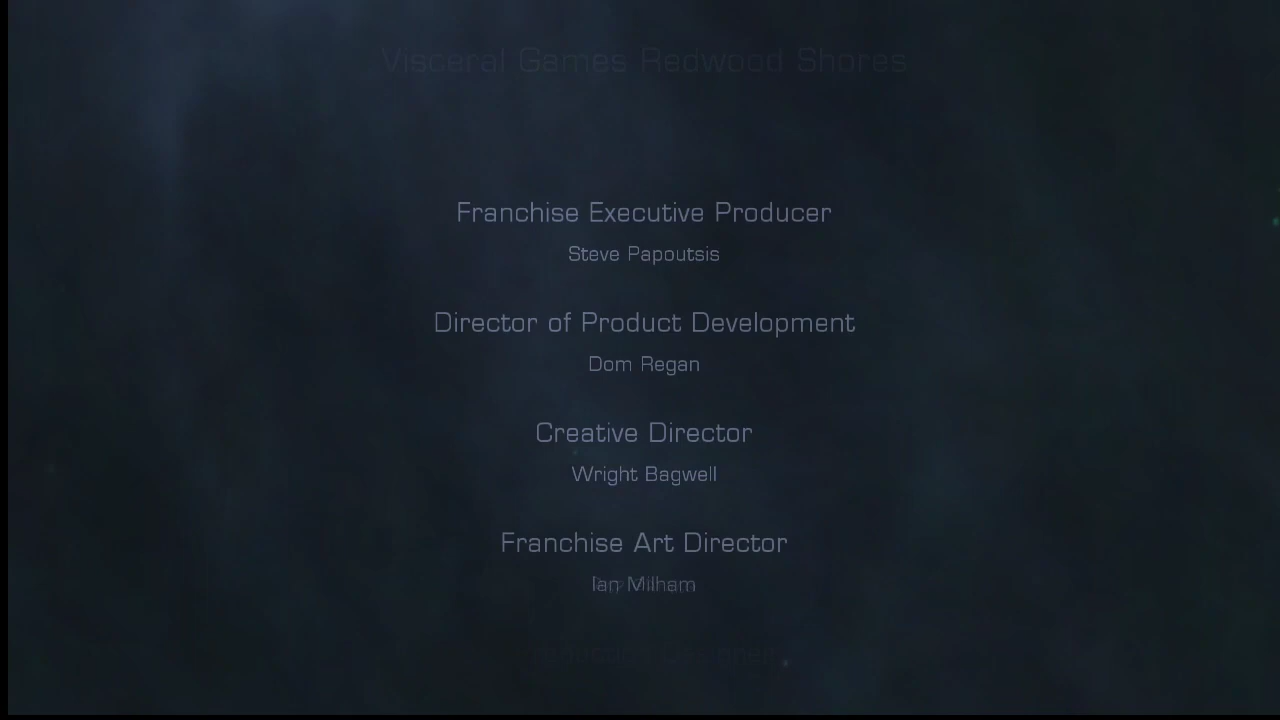 Visceral Games Redwood Shores
Franchise Executive Producer
Steve Papoutsis
Director of Product Development
Dom Regan
Creative Director
Wright Bagwell
Franchise Art Director
Ian Milham